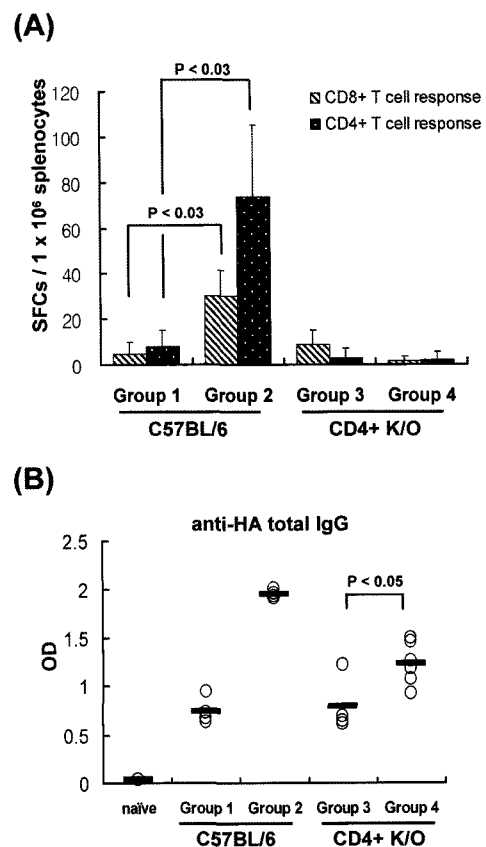 (A)
P < 0.03
120
100
80
60
40
20
0
SFCs / 1 x 10⁶ splenocytes
CD8+ T cell response
CD4+ T cell response
P < 0.03
Group 1 Group 2 Group 3 Group 4
C57BL/6 CD4+ K/O
(B)
anti-HA total IgG
2.5
2
1.5
1
0.5
0
OD
P < 0.05
naïve Group 1 Group 2 Group 3 Group 4
C57BL/6 CD4+ K/O